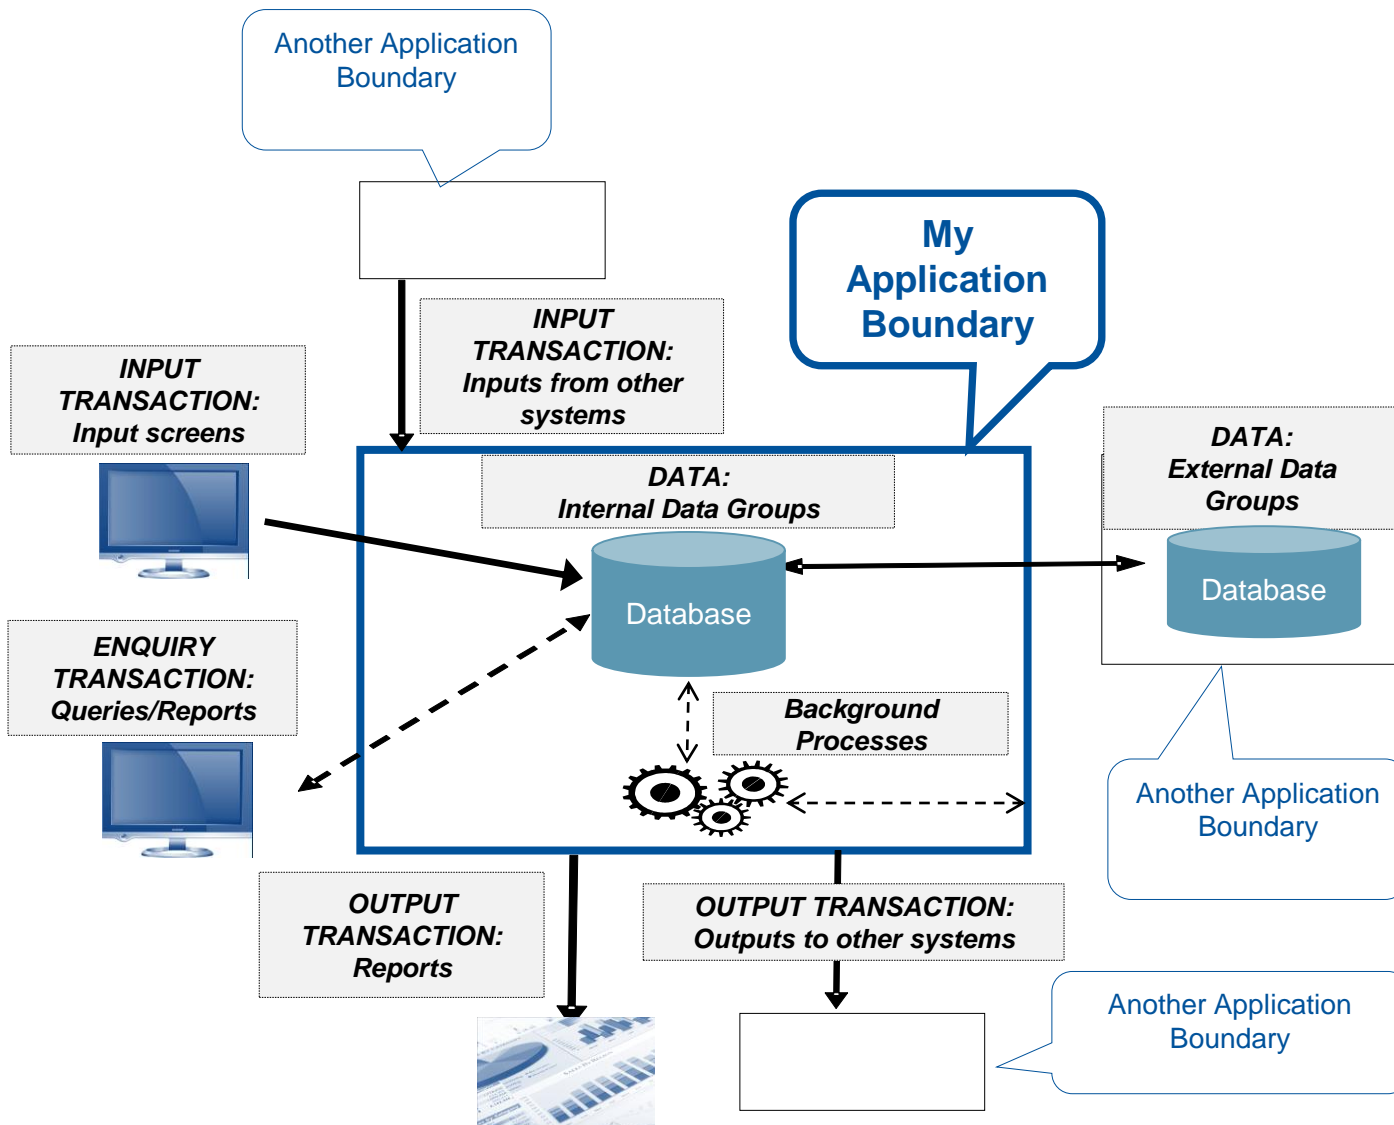 Another Application
Boundary
My
Application
Boundary
INPUT
TRANSACTION:
Inputs from other
systems
INPUT
TRANSACTION:
Input screens
DATA:
Internal Data Groups
DATA:
External Data
Groups
Database
Database
ENQUIRY
TRANSACTION:
Queries/Reports
Background
Processes
Another Application
Boundary
OUTPUT
TRANSACTION:
Reports
OUTPUT TRANSACTION:
Outputs to other systems
Another Application
Boundary